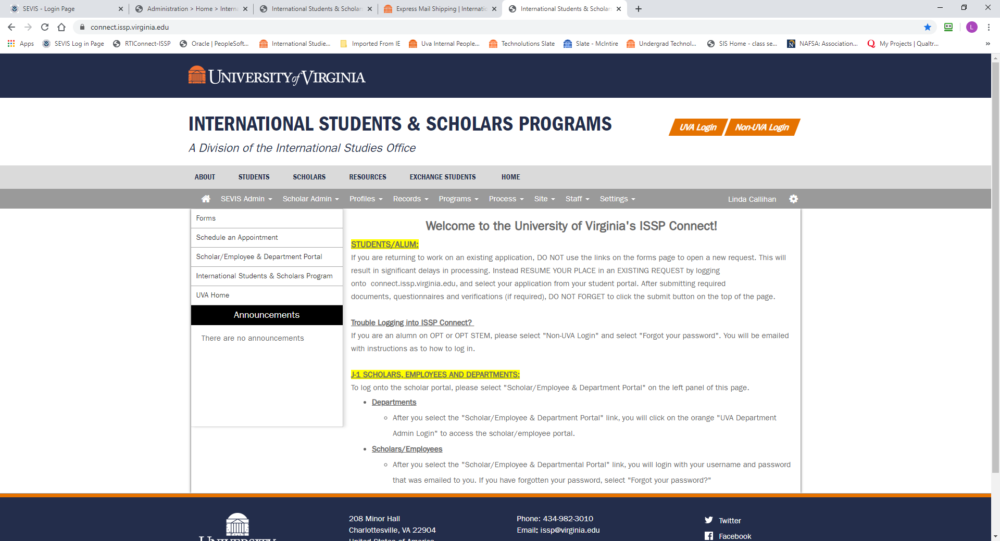 SEVIS - Login Page
Administration > Home > Interna
International Students & Scholar
Express Mail Shipping | Internatio
International Students & Scholar
connect.issp.virginia.edu
L
Apps
SEVIS Log in Page
RTIConnect-ISSP
Oracle | PeopleSoft...
International Studie...
Imported From IE
Uva Internal People...
Technolutions Slate
Slate - McIntire
Undergrad Technol...
SIS Home - class se...
NAFSA: Association...
My Projects | Qualtr...
»
UNIVERSITY of VIRGINIA
INTERNATIONAL STUDENTS & SCHOLARS PROGRAMS
UVA Login
Non-UVA Login
A Division of the International Studies Office
ABOUT STUDENTS SCHOLARS RESOURCES EXCHANGE STUDENTS HOME
SEVIS Admin Scholar Admin Profiles Records Programs Process Site Staff Settings Linda Callihan
Forms
Schedule an Appointment
Scholar/Employee & Department Portal
International Students & Scholars Program
UVA Home
Announcements
There are no announcements
Welcome to the University of Virginia's ISSP Connect!
STUDENTS/ALUM:
If you are returning to work on an existing application, DO NOT use the links on the forms page to open a new request. This will
result in significant delays in processing. Instead RESUME YOUR PLACE in an EXISTING REQUEST by logging
onto connect.issp.virginia.edu, and select your application from your student portal. After submitting required
documents, questionnaires and verifications (if required), DO NOT FORGET to click the submit button on the top of the page.
Trouble Logging into ISSP Connect?
If you are an alumn on OPT or OPT STEM, please select "Non-UVA Login" and select "Forgot your password". You will be emailed
with instructions as to how to log in.
J-1 SCHOLARS, EMPLOYEES AND DEPARTMENTS:
To log onto the scholar portal, please select "Scholar/Employee & Department Portal" on the left panel of this page.
• Departments
◦ After you select the "Scholar/Employee & Department Portal" link, you will click on the orange "UVA Department
Admin Login" to access the scholar/employee portal.
• Scholars/Employees
◦ After you select the "Scholar/Employee & Departmental Portal" link, you will login with your username and password
that was emailed to you. If you have forgotten your password, select "Forgot your password?"
UNIVERSITY
208 Minor Hall
Charlottesville, VA 22904
United States of America
Phone: 434-982-3010
Email: issp@virginia.edu
Twitter
Facebook